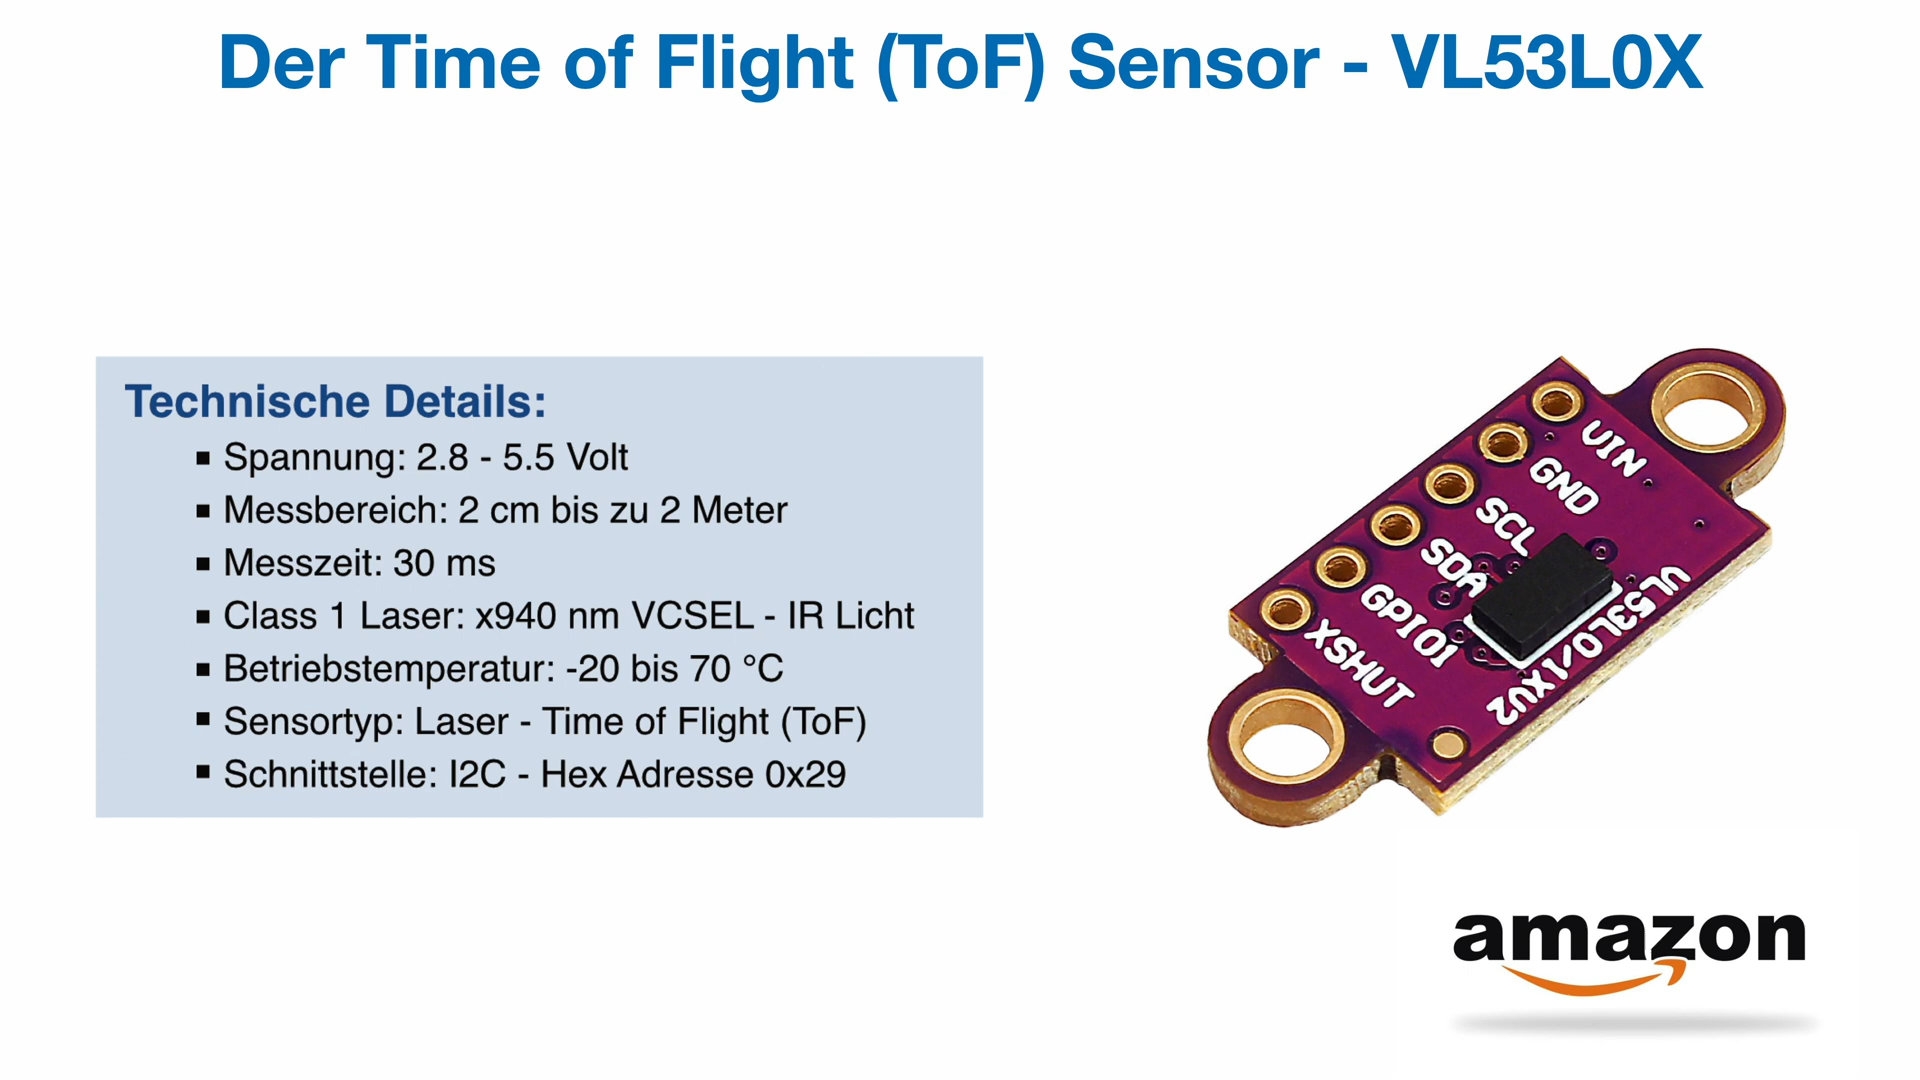 Der Time of Flight (ToF) Sensor - VL53L0X
Technische Details:
▪ Spannung: 2.8 - 5.5 Volt
▪ Messbereich: 2 cm bis zu 2 Meter
▪ Messzeit: 30 ms
▪ Class 1 Laser: x940 nm VCSEL - IR Licht
▪ Betriebstemperatur: -20 bis 70 °C
▪ Sensortyp: Laser - Time of Flight (ToF)
▪ Schnittstelle: I2C - Hex Adresse 0x29
VIN
GND
SCL
SDA
GPIO1
XSHUT
VL53L0/1XV2
amazon